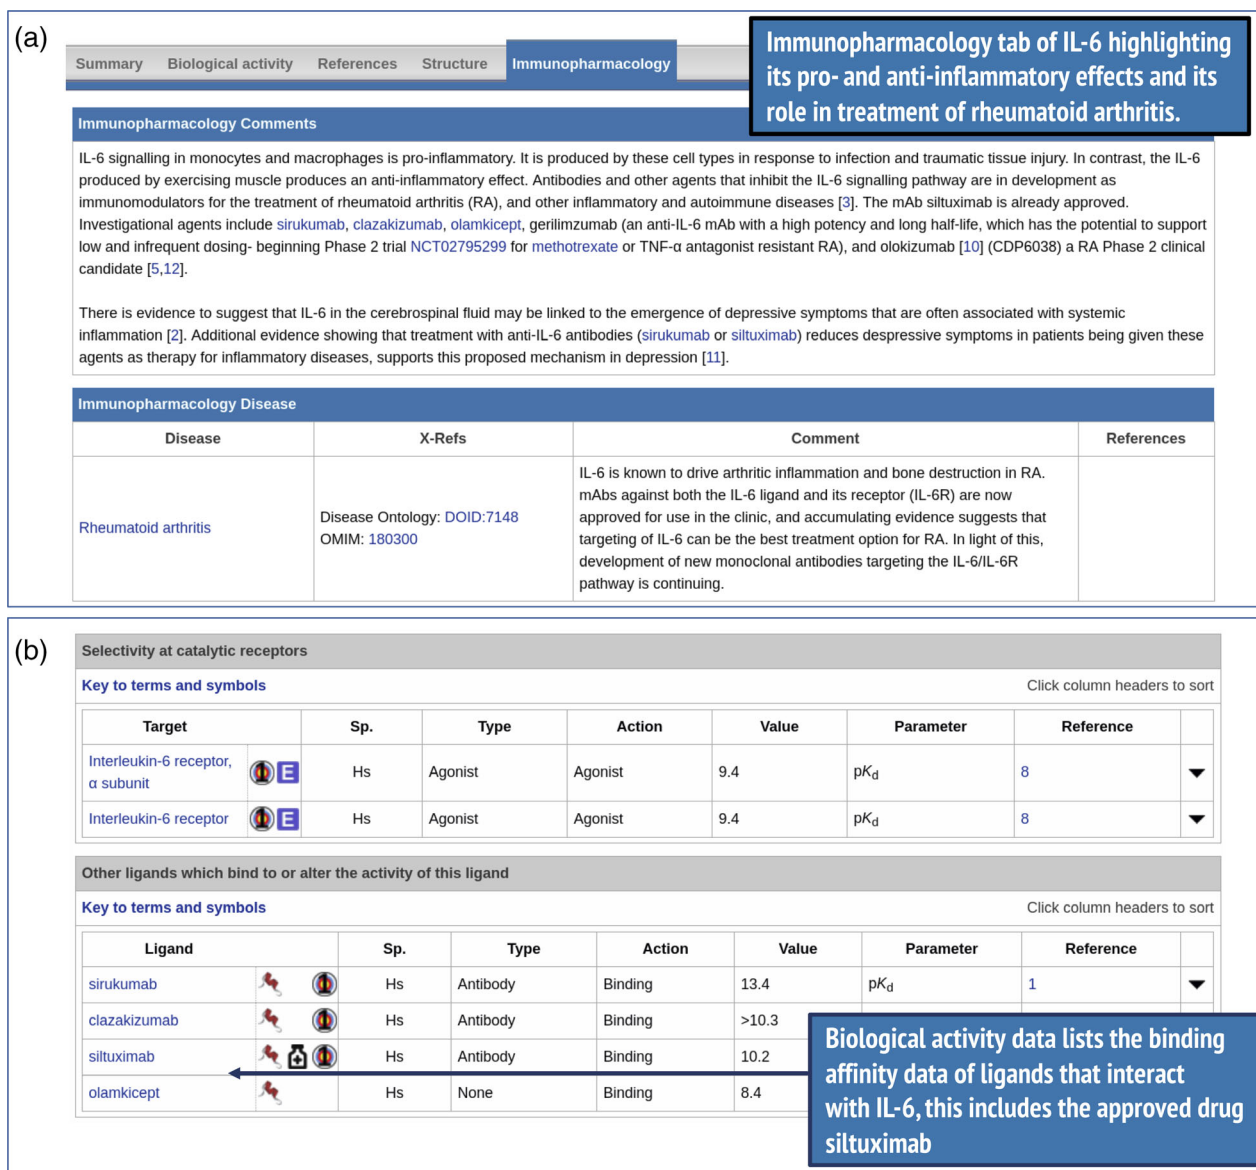 (a)
Summary Biological activity References Structure Immunopharmacology
Immunopharmacology tab of IL-6 highlighting
its pro- and anti-inflammatory effects and its
role in treatment of rheumatoid arthritis.
Immunopharmacology Comments
IL-6 signalling in monocytes and macrophages is pro-inflammatory. It is produced by these cell types in response to infection and traumatic tissue injury. In contrast, the IL-6
produced by exercising muscle produces an anti-inflammatory effect. Antibodies and other agents that inhibit the IL-6 signalling pathway are in development as
immunomodulators for the treatment of rheumatoid arthritis (RA), and other inflammatory and autoimmune diseases [3]. The mAb siltuximab is already approved.
Investigational agents include sirukumab, clazakizumab, olamkicept, gerilimzumab (an anti-IL-6 mAb with a high potency and long half-life, which has the potential to support
low and infrequent dosing- beginning Phase 2 trial NCT02795299 for methotrexate or TNF-α antagonist resistant RA), and olokizumab [10] (CDP6038) a RA Phase 2 clinical
candidate [5,12].
There is evidence to suggest that IL-6 in the cerebrospinal fluid may be linked to the emergence of depressive symptoms that are often associated with systemic
inflammation [2]. Additional evidence showing that treatment with anti-IL-6 antibodies (sirukumab or siltuximab) reduces despressive symptoms in patients being given these
agents as therapy for inflammatory diseases, supports this proposed mechanism in depression [11].
Immunopharmacology Disease
Disease X-Refs Comment References
Rheumatoid arthritis
Disease Ontology: DOID:7148
OMIM: 180300
IL-6 is known to drive arthritic inflammation and bone destruction in RA.
mAbs against both the IL-6 ligand and its receptor (IL-6R) are now
approved for use in the clinic, and accumulating evidence suggests that
targeting of IL-6 can be the best treatment option for RA. In light of this,
development of new monoclonal antibodies targeting the IL-6/IL-6R
pathway is continuing.
(b)
Selectivity at catalytic receptors
Key to terms and symbols Click column headers to sort
Target Sp. Type Action Value Parameter Reference
Interleukin-6 receptor,
α subunit
1 E Hs Agonist Agonist 9.4 pKd 8
Interleukin-6 receptor 1 E Hs Agonist Agonist 9.4 pKd 8
Other ligands which bind to or alter the activity of this ligand
Key to terms and symbols Click column headers to sort
Ligand Sp. Type Action Value Parameter Reference
sirukumab 1 Hs Antibody Binding 13.4 pKd 1
clazakizumab 1 Hs Antibody Binding >10.3
siltuximab 1 Hs Antibody Binding 10.2
olamkicept Hs None Binding 8.4
Biological activity data lists the binding
affinity data of ligands that interact
with IL-6, this includes the approved drug
siltuximab